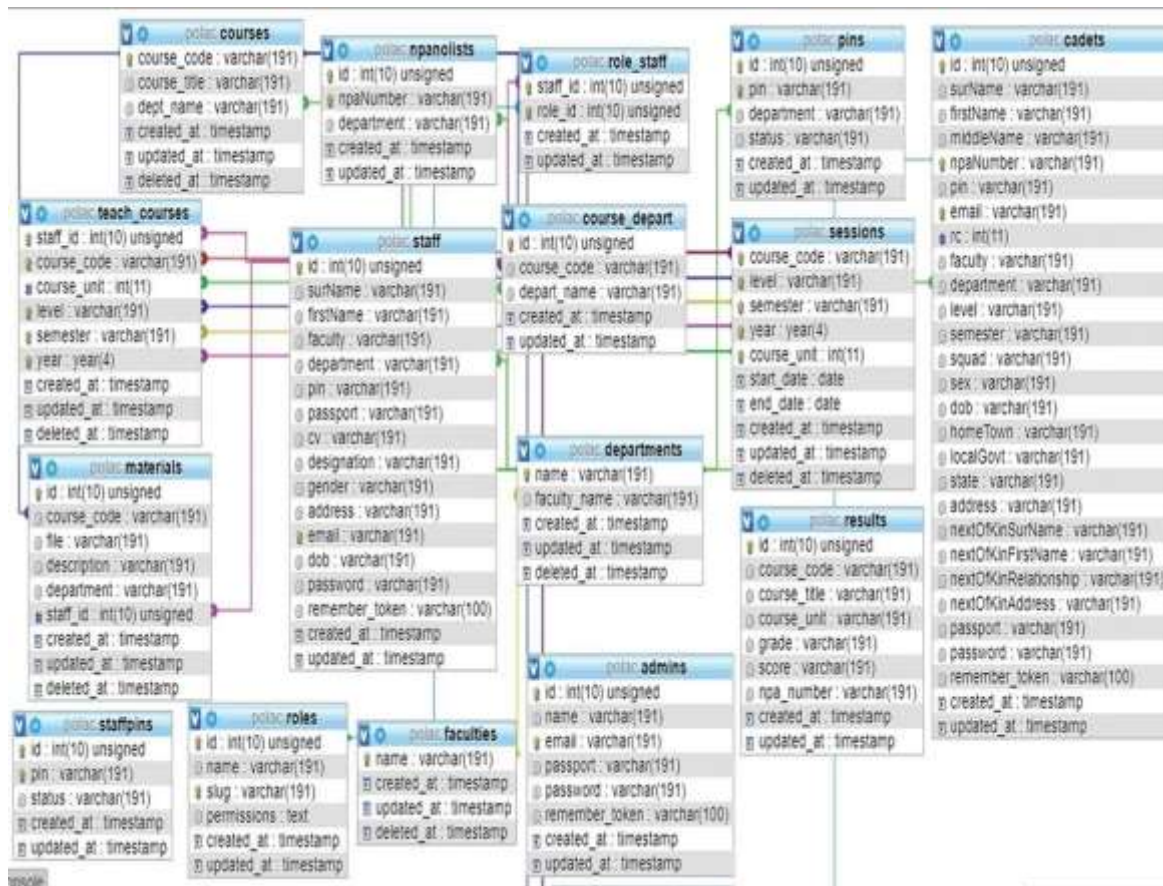 polac courses
course_code : varchar(191)
course_title : varchar(191)
dept_name : varchar(191)
created_at : timestamp
updated_at : timestamp
deleted_at : timestamp
polac npanolists
id : int(10) unsigned
npaNumber : varchar(191)
department : varchar(191)
created_at : timestamp
updated_at : timestamp
polac role_staff
staff_id : int(10) unsigned
role_id : int(10) unsigned
created_at : timestamp
updated_at : timestamp
polac pins
id : int(10) unsigned
pin : varchar(191)
department : varchar(191)
status : varchar(191)
created_at : timestamp
updated_at : timestamp
polac cadets
id : int(10) unsigned
surName : varchar(191)
firstName : varchar(191)
middleName : varchar(191)
npaNumber : varchar(191)
pin : varchar(191)
email : varchar(191)
rc : int(11)
faculty : varchar(191)
department : varchar(191)
level : varchar(191)
semester : varchar(191)
squad : varchar(191)
sex : varchar(191)
dob : varchar(191)
homeTown : varchar(191)
localGovt : varchar(191)
state : varchar(191)
address : varchar(191)
nextOfKinSurName : varchar(191)
nextOfKinFirstName : varchar(191)
nextOfKinRelationship : varchar(191)
nextOfKinAddress : varchar(191)
passport : varchar(191)
password : varchar(191)
remember_token : varchar(100)
created_at : timestamp
updated_at : timestamp
polac teach_courses
staff_id : int(10) unsigned
course_code : varchar(191)
course_unit : int(11)
level : varchar(191)
semester : varchar(191)
year : year(4)
created_at : timestamp
updated_at : timestamp
deleted_at : timestamp
polac staff
id : int(10) unsigned
surName : varchar(191)
firstName : varchar(191)
faculty : varchar(191)
department : varchar(191)
pin : varchar(191)
passport : varchar(191)
cv : varchar(191)
designation : varchar(191)
gender : varchar(191)
address : varchar(191)
email : varchar(191)
dob : varchar(191)
password : varchar(191)
remember_token : varchar(100)
created_at : timestamp
updated_at : timestamp
polac course_depart
id : int(10) unsigned
course_code : varchar(191)
depart_name : varchar(191)
created_at : timestamp
updated_at : timestamp
polac sessions
course_code : varchar(191)
level : varchar(191)
semester : varchar(191)
year : year(4)
course_unit : int(11)
start_date : date
end_date : date
created_at : timestamp
updated_at : timestamp
deleted_at : timestamp
polac materials
id : int(10) unsigned
course_code : varchar(191)
file : varchar(191)
description : varchar(191)
department : varchar(191)
staff_id : int(10) unsigned
created_at : timestamp
updated_at : timestamp
deleted_at : timestamp
polac departments
name : varchar(191)
faculty_name : varchar(191)
created_at : timestamp
updated_at : timestamp
deleted_at : timestamp
polac results
id : int(10) unsigned
course_code : varchar(191)
course_title : varchar(191)
course_unit : varchar(191)
grade : varchar(191)
score : varchar(191)
npa_number : varchar(191)
created_at : timestamp
updated_at : timestamp
polac staffpins
id : int(10) unsigned
pin : varchar(191)
status : varchar(191)
created_at : timestamp
updated_at : timestamp
polac roles
id : int(10) unsigned
name : varchar(191)
slug : varchar(191)
permissions : text
created_at : timestamp
updated_at : timestamp
polac faculties
name : varchar(191)
created_at : timestamp
updated_at : timestamp
deleted_at : timestamp
polac admins
id : int(10) unsigned
name : varchar(191)
email : varchar(191)
passport : varchar(191)
password : varchar(191)
remember_token : varchar(100)
created_at : timestamp
updated_at : timestamp
onsole